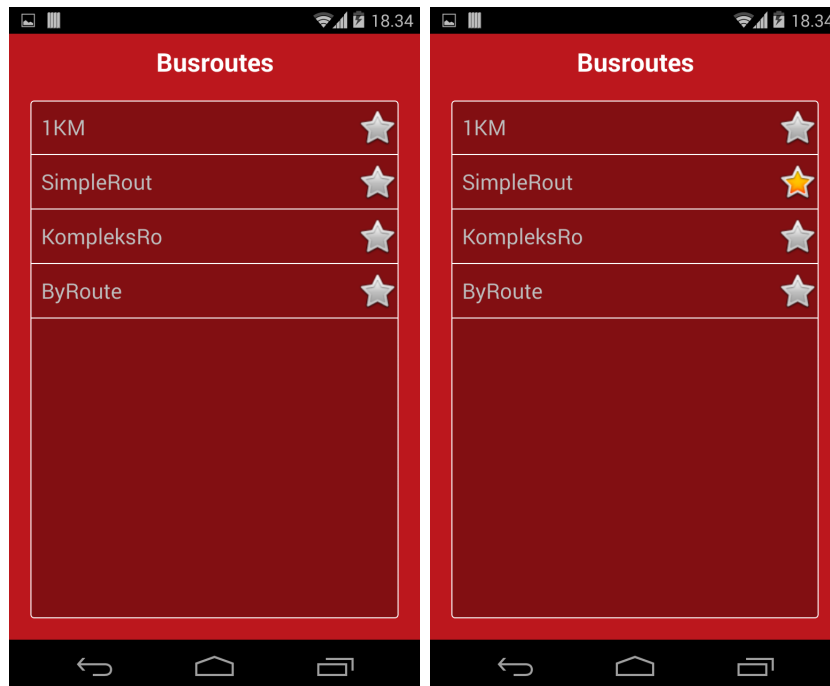 18.34
Busroutes
1KM
SimpleRout
KompleksRo
ByRoute
18.34
Busroutes
1KM
SimpleRout
KompleksRo
ByRoute